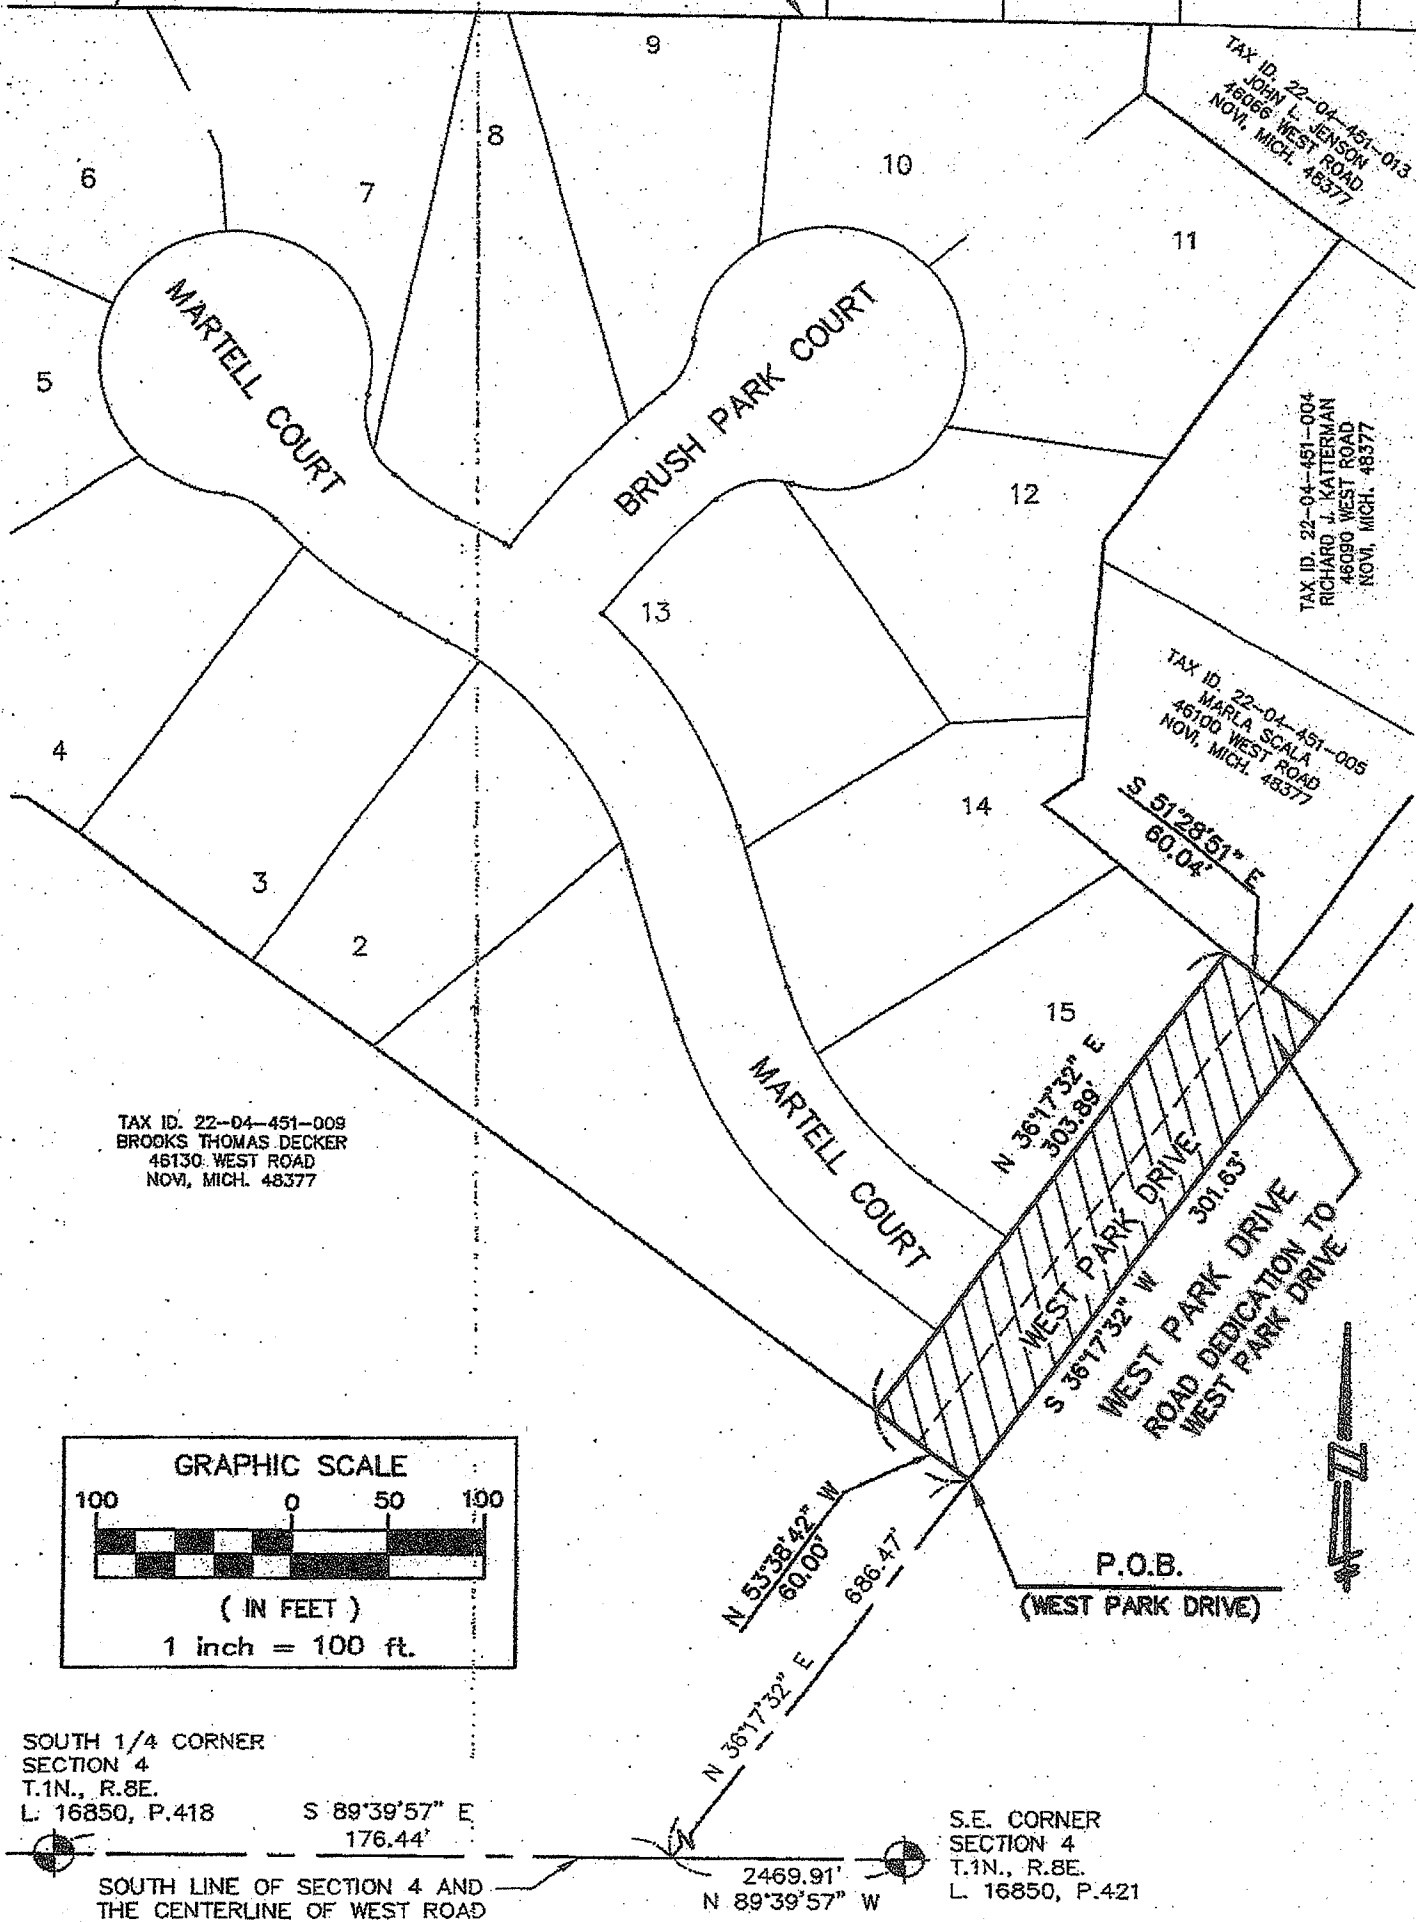 9
8
TAX ID. 22-04-451-013
JOHN L. JENSON
46066 WEST ROAD
NOVI, MICH. 48377
6
7
10
11
MARTELL COURT
BRUSH PARK COURT
5
TAX ID. 22-04-451-004
RICHARD J. KATTERMAN
46090 WEST ROAD
NOVI, MICH. 48377
12
13
TAX ID. 22-04-451-005
MARLA SCALA
46100 WEST ROAD
NOVI, MICH. 48377
4
14
S 51°28'51" E
60.04'
3
2
1
15
N 36°17'32" E
303.89'
MARTELL COURT
TAX ID. 22-04-451-009
BROOKS THOMAS DECKER
46130 WEST ROAD
NOVI, MICH. 48377
WEST PARK DRIVE
301.63'
S 36°17'32" W
WEST PARK DRIVE
ROAD DEDICATION TO
WEST PARK DRIVE
GRAPHIC SCALE
100 0 50 100
( IN FEET )
1 inch = 100 ft.
N 53°38'42" W
60.00'
686.47'
N 36°17'32" E
P.O.B.
(WEST PARK DRIVE)
N
SOUTH 1/4 CORNER
SECTION 4
T.1N., R.8E.
L. 16850, P.418
S 89°39'57" E
176.44'
S.E. CORNER
SECTION 4
T.1N., R.8E.
L. 16850, P.421
2469.91'
N 89°39'57" W
SOUTH LINE OF SECTION 4 AND
THE CENTERLINE OF WEST ROAD